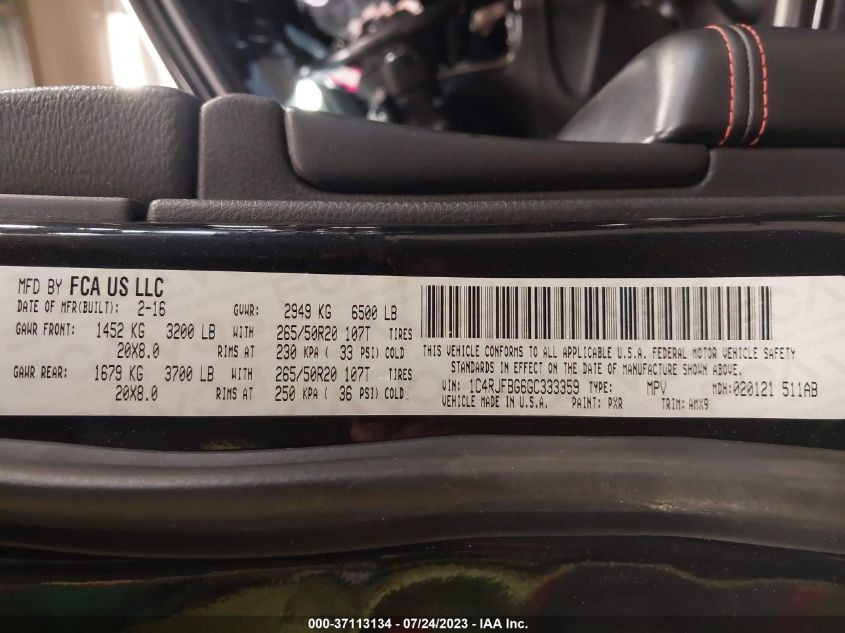 MFD BY FCA US LLC
DATE OF MFR(BUILT): 2-16 GVWR: 2949 KG 6500 LB
GAWR FRONT: 1452 KG 3200 LB WITH 265/50R20 107T TIRES
20X8.0 RIMS AT 230 KPA ( 33 PSI) COLD
GAWR REAR: 1679 KG 3700 LB WITH 265/50R20 107T TIRES
20X8.0 RIMS AT 250 KPA ( 36 PSI) COLD
THIS VEHICLE CONFORMS TO ALL APPLICABLE U.S.A. FEDERAL MOTOR VEHICLE SAFETY
STANDARDS IN EFFECT ON THE DATE OF MANUFACTURE SHOWN ABOVE.
VIN: 1C4RJFBG6GC333359 TYPE: MPV MDH: 020121 511AB
VEHICLE MADE IN U.S.A. PAINT: PXR TRIM: AMX9
000-37113134 - 07/24/2023 - IAA Inc.